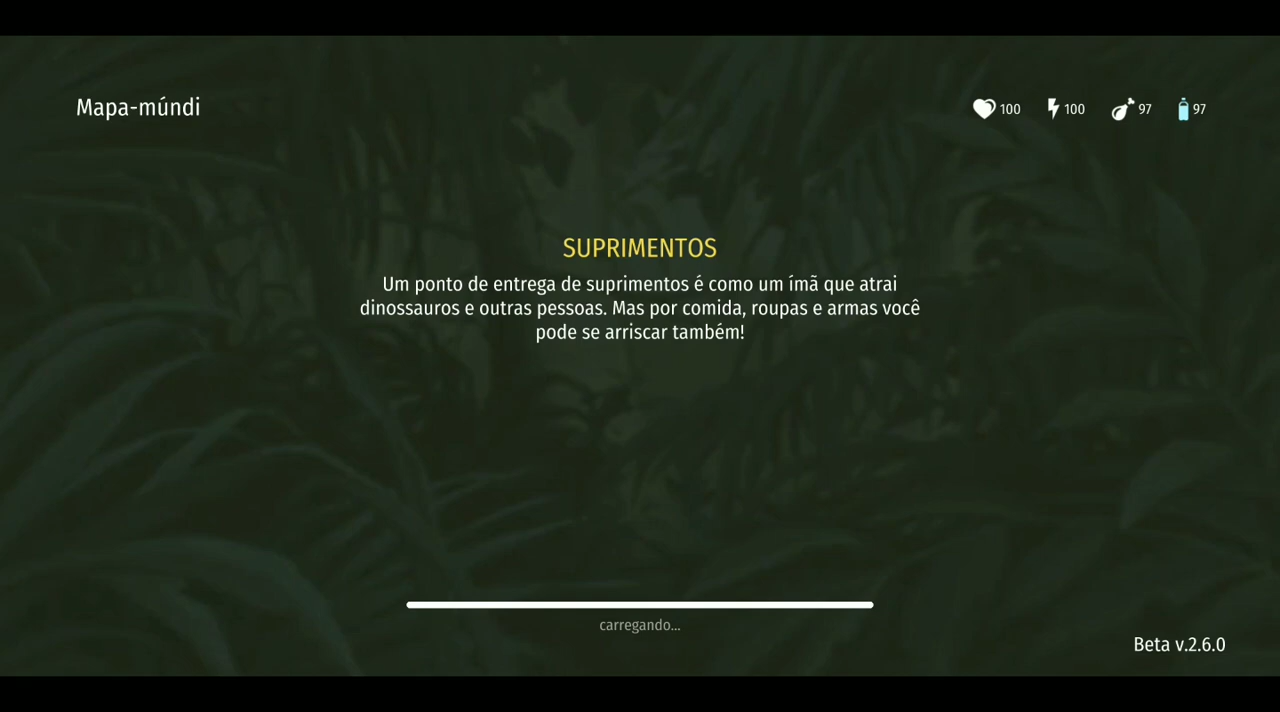 Mapa-múndi
100 100 97 97
SUPRIMENTOS
Um ponto de entrega de suprimentos é como um ímã que atrai
dinossauros e outras pessoas. Mas por comida, roupas e armas você
pode se arriscar também!
carregando...
Beta v.2.6.0